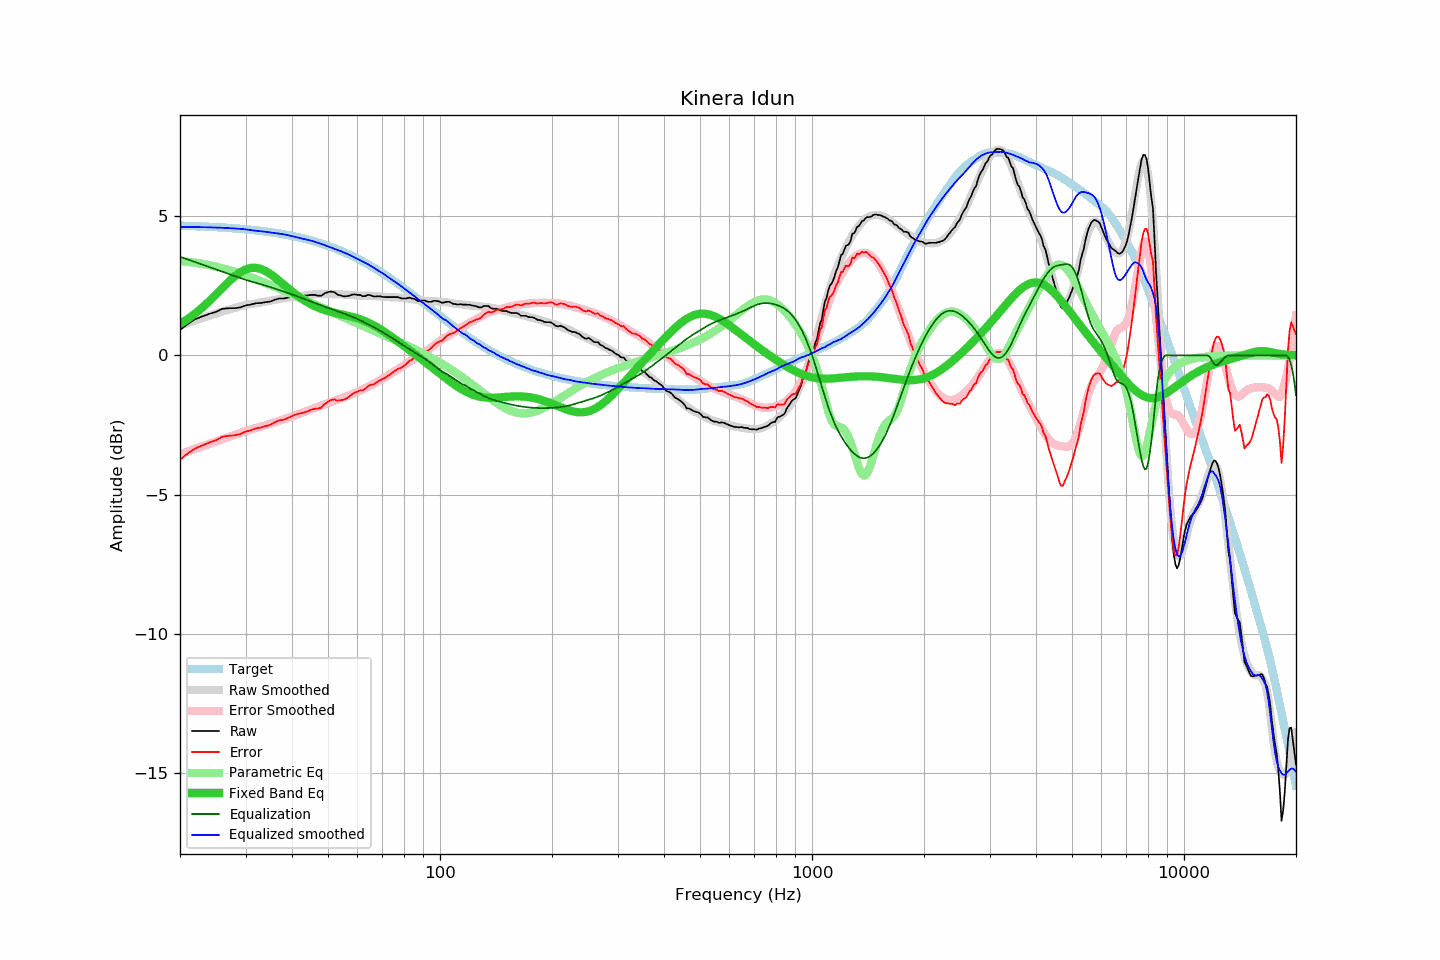 Kinera Idun
Amplitude (dBr)
5
0
−5
−10
−15
Target
Raw Smoothed
Error Smoothed
Raw
Error
Parametric Eq
Fixed Band Eq
Equalization
Equalized smoothed
100
1000
10000
Frequency (Hz)